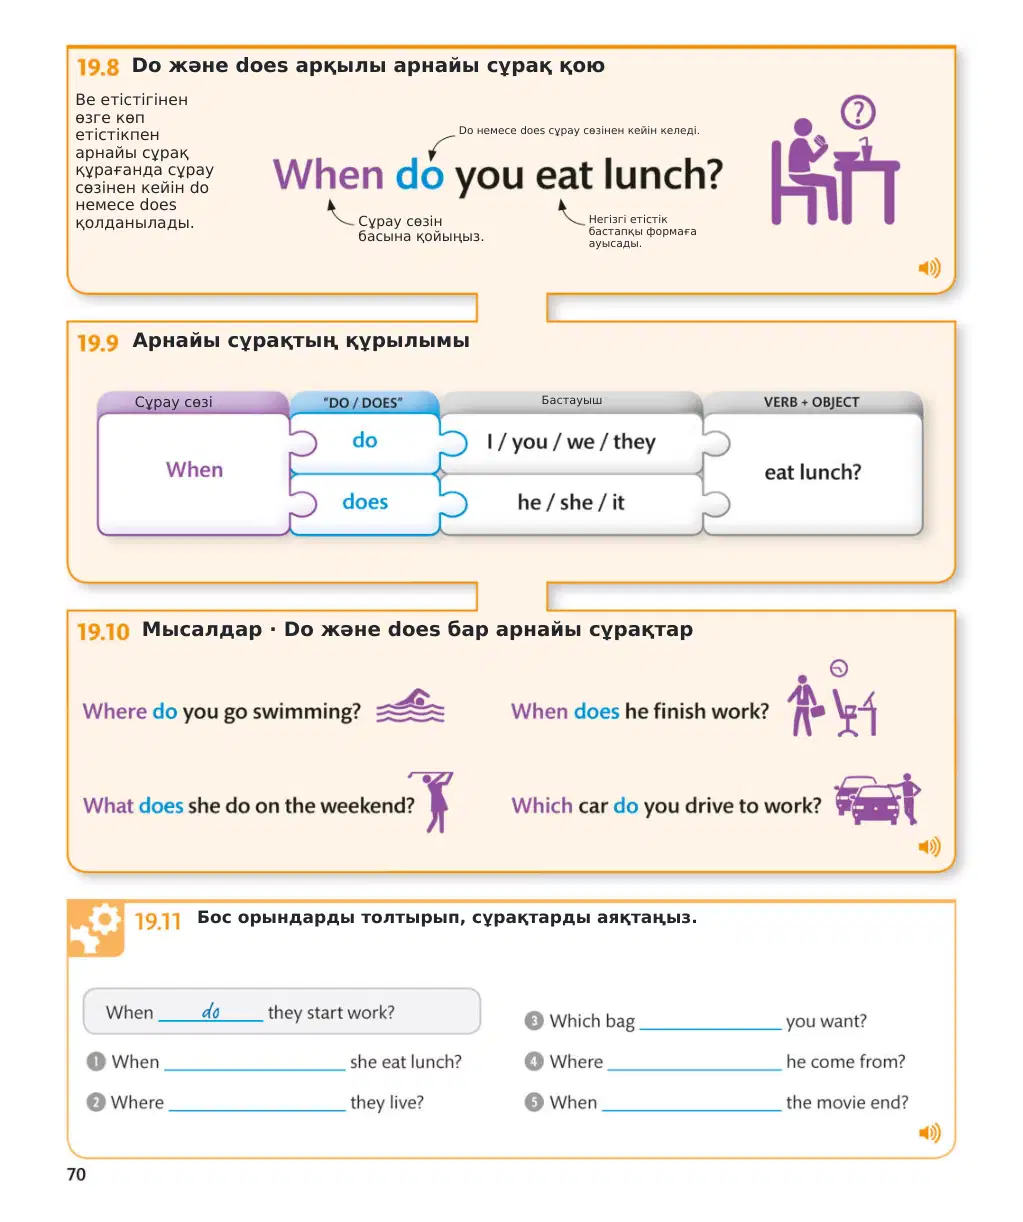 19.8 Do және does арқылы арнайы сұрақ қою
Be етістігінен
өзге көп
етістікпен
арнайы сұрақ
құрағанда сұрау
сөзінен кейін do
немесе does
қолданылады.
Do немесе does сұрау сөзінен кейін келеді.
When do you eat lunch?
Сұрау сөзін
басына қойыңыз.
Негізгі етістік
бастапқы формаға
ауысады.
?
19.9 Арнайы сұрақтың құрылымы
Сұрау сөзі
"DO / DOES"
Бастауыш
VERB + OBJECT
When
do
I / you / we / they
eat lunch?
does
he / she / it
19.10 Мысалдар · Do және does бар арнайы сұрақтар
Where do you go swimming?
When does he finish work?
What does she do on the weekend?
Which car do you drive to work?
19.11 Бос орындарды толтырып, сұрақтарды аяқтаңыз.
When do they start work?
1 When ____ she eat lunch?
2 Where ____ they live?
3 Which bag ____ you want?
4 Where ____ he come from?
5 When ____ the movie end?
70